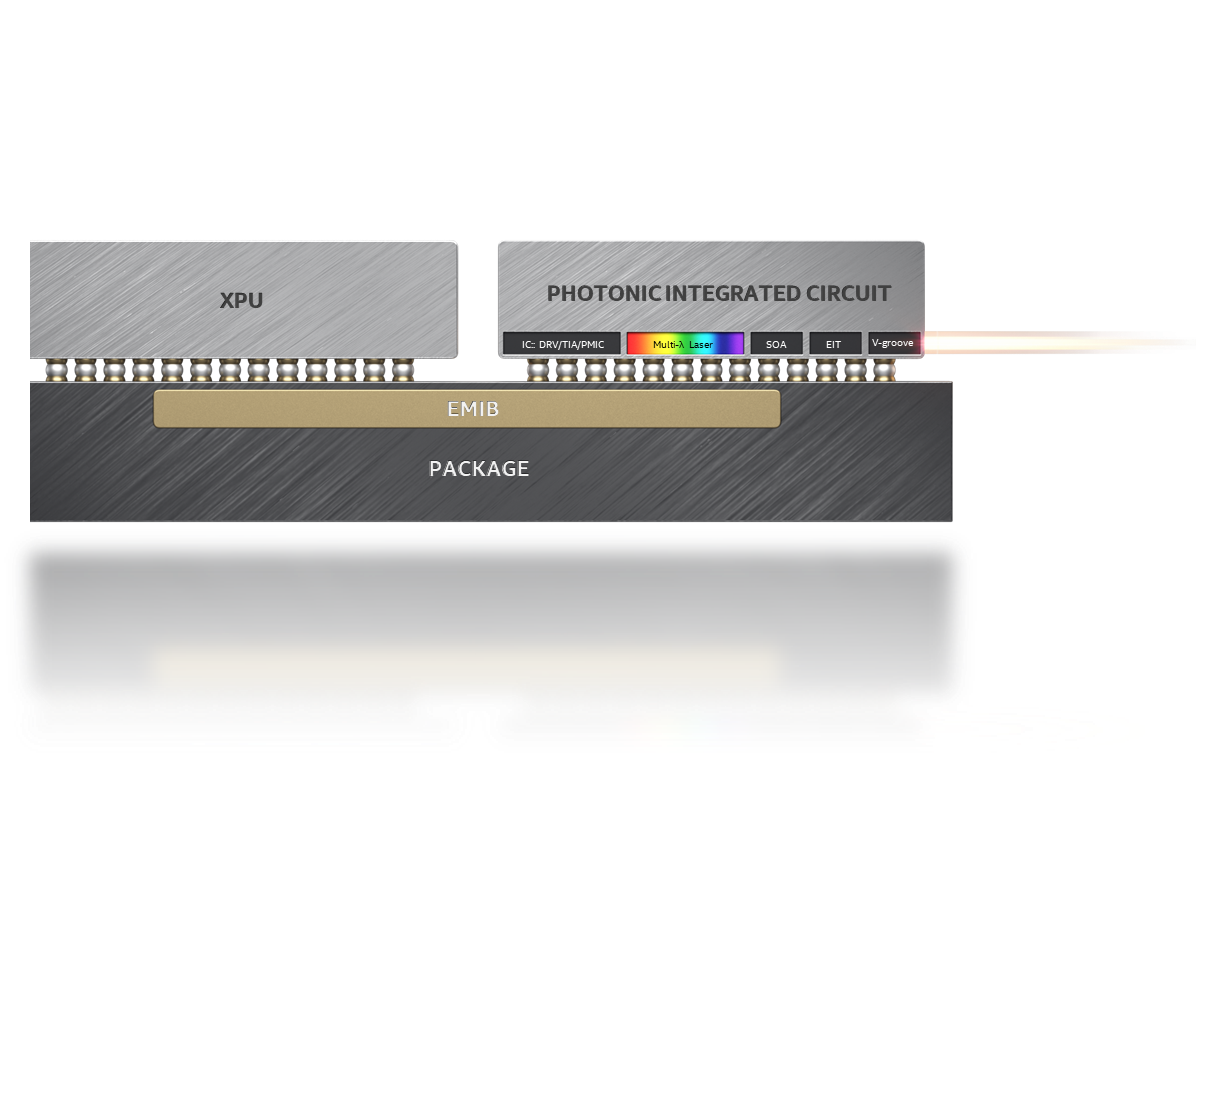 XPU
PHOTONIC INTEGRATED CIRCUIT
IC:: DRV/TIA/PMIC
Multi-λ Laser
SOA
EIT
V-groove
EMIB
PACKAGE